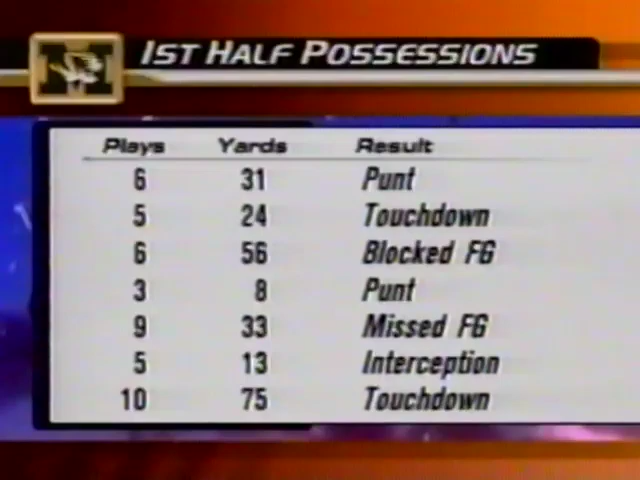 1ST HALF POSSESSIONS
Plays Yards Result
6 31 Punt
5 24 Touchdown
6 56 Blocked FG
3 8 Punt
9 33 Missed FG
5 13 Interception
10 75 Touchdown